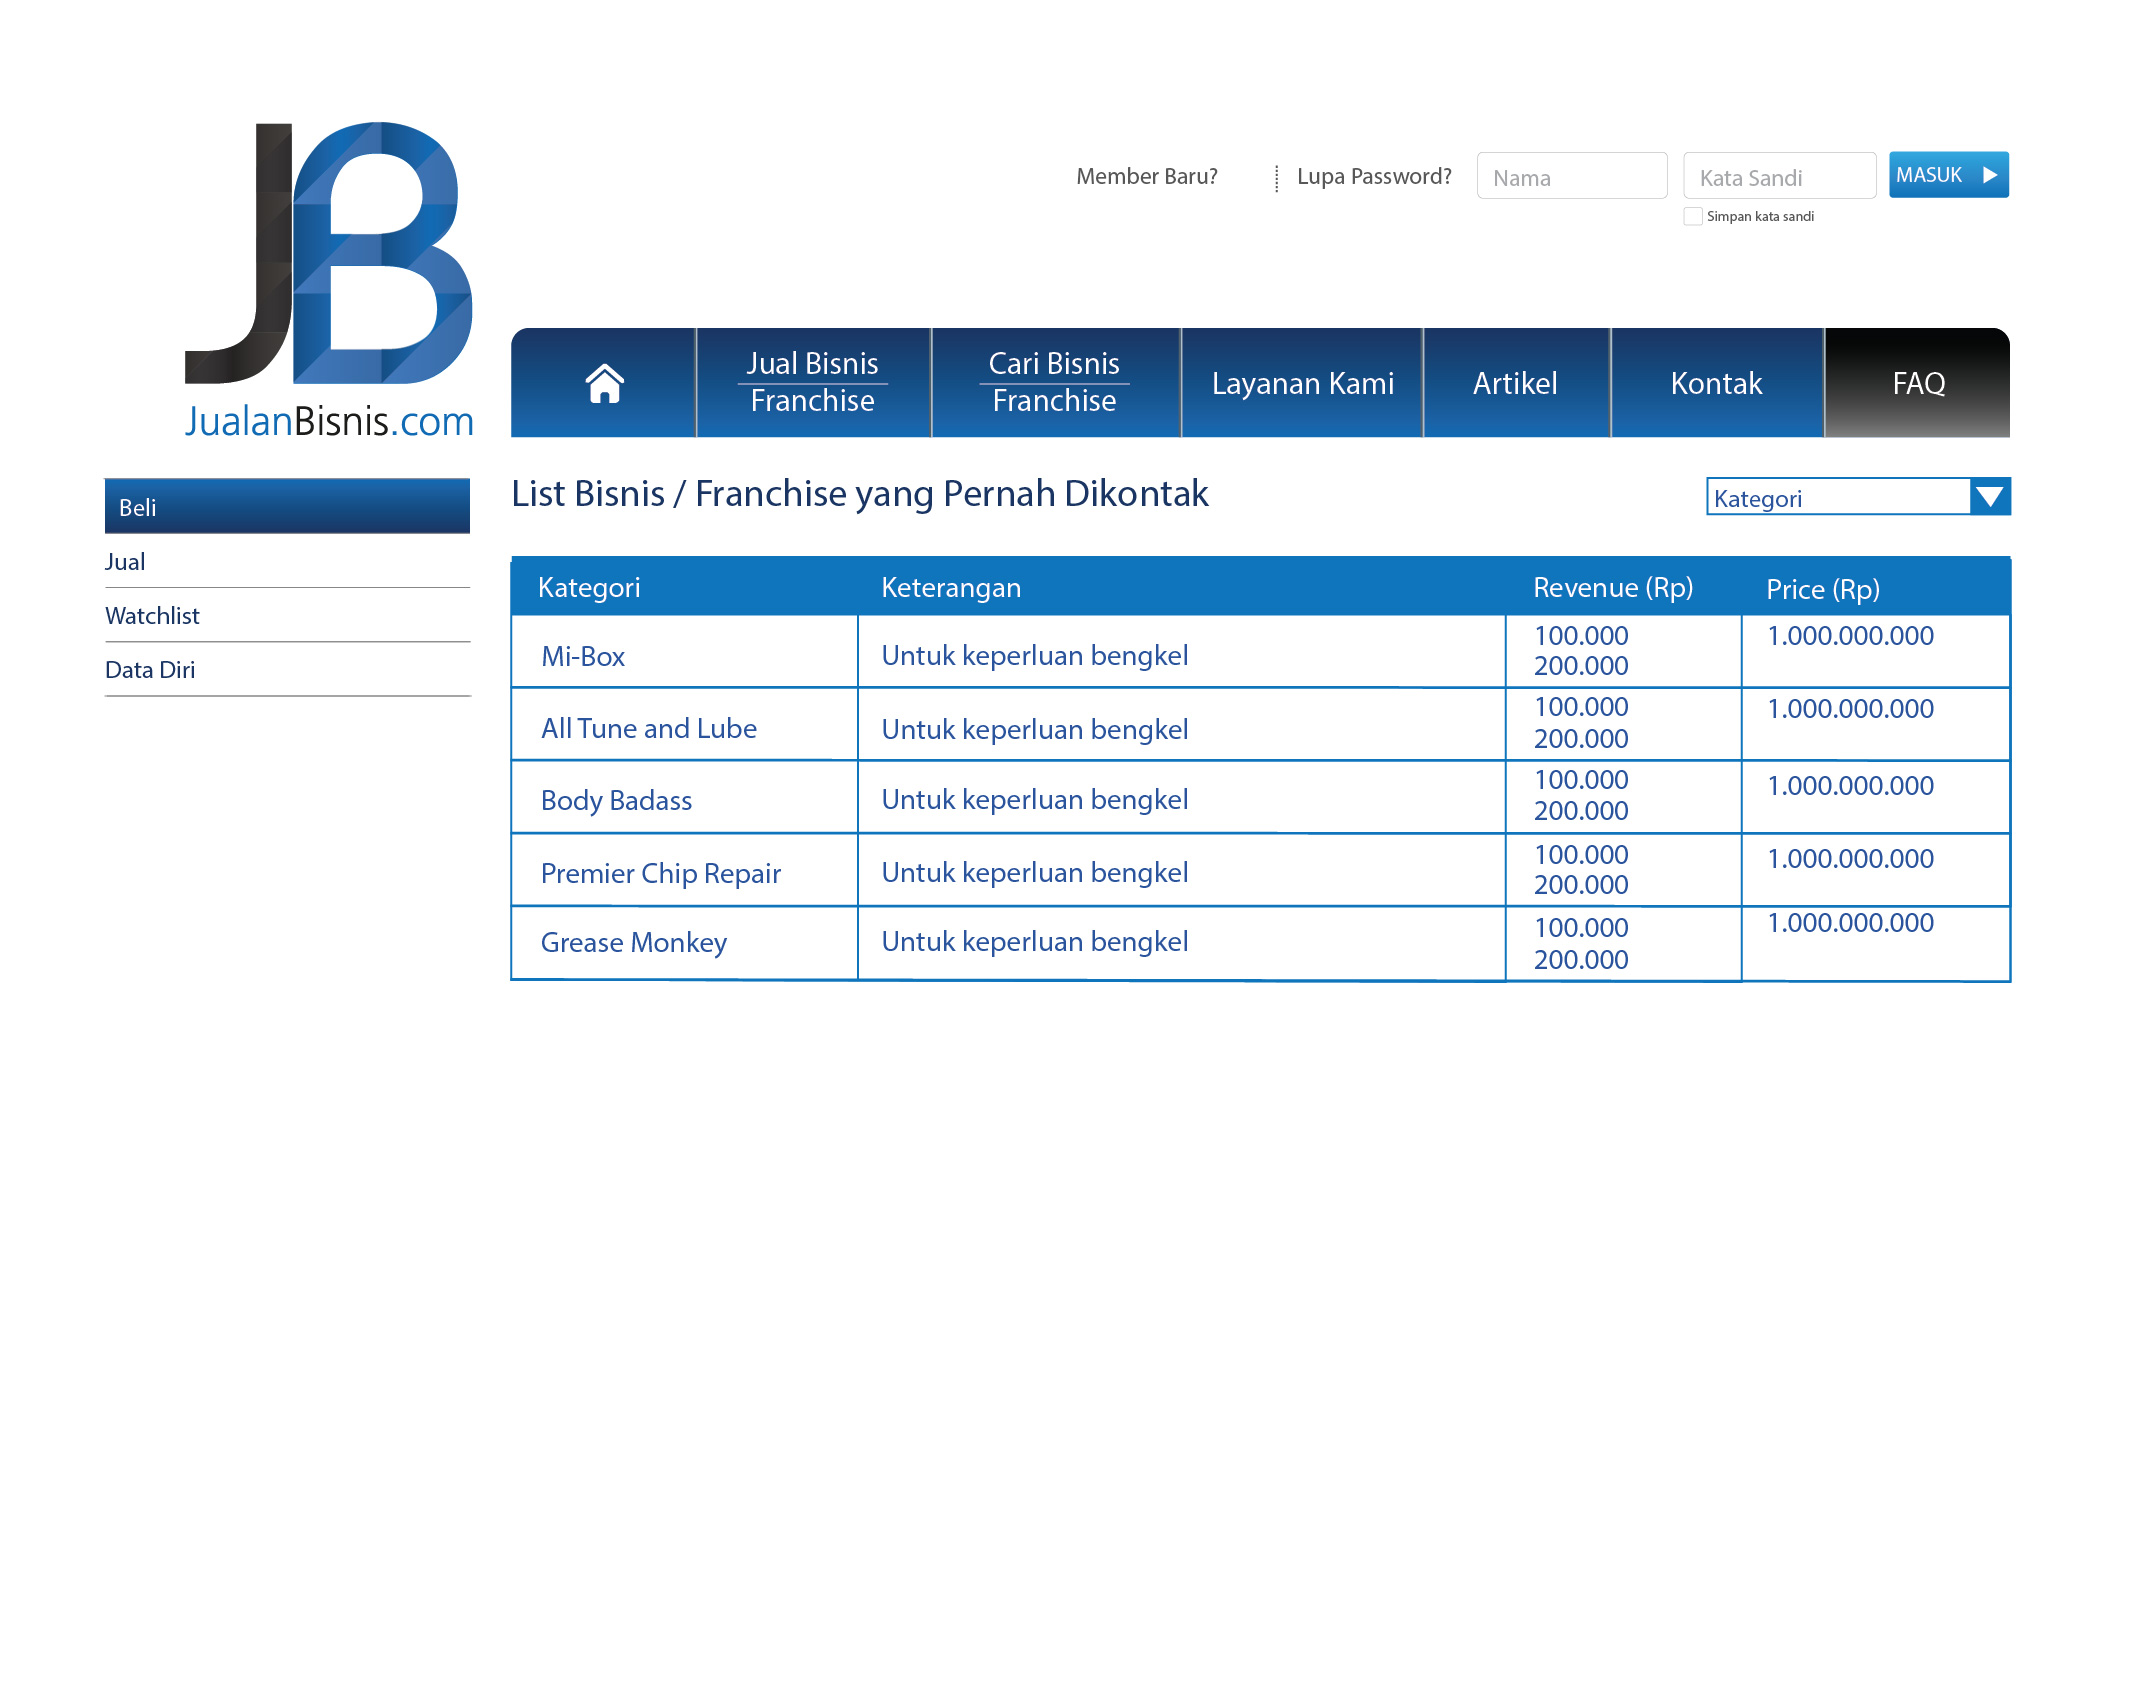 JB
JualanBisnis.com
Member Baru?
Lupa Password?
Nama
Kata Sandi
MASUK
Simpan kata sandi
Jual Bisnis
Franchise
Cari Bisnis
Franchise
Layanan Kami
Artikel
Kontak
FAQ
Beli
Jual
Watchlist
Data Diri
List Bisnis / Franchise yang Pernah Dikontak
Kategori
Kategori Keterangan Revenue (Rp) Price (Rp)
Mi-Box Untuk keperluan bengkel 100.000 1.000.000.000
200.000
All Tune and Lube Untuk keperluan bengkel 100.000 1.000.000.000
200.000
Body Badass Untuk keperluan bengkel 100.000 1.000.000.000
200.000
Premier Chip Repair Untuk keperluan bengkel 100.000 1.000.000.000
200.000
Grease Monkey Untuk keperluan bengkel 100.000 1.000.000.000
200.000